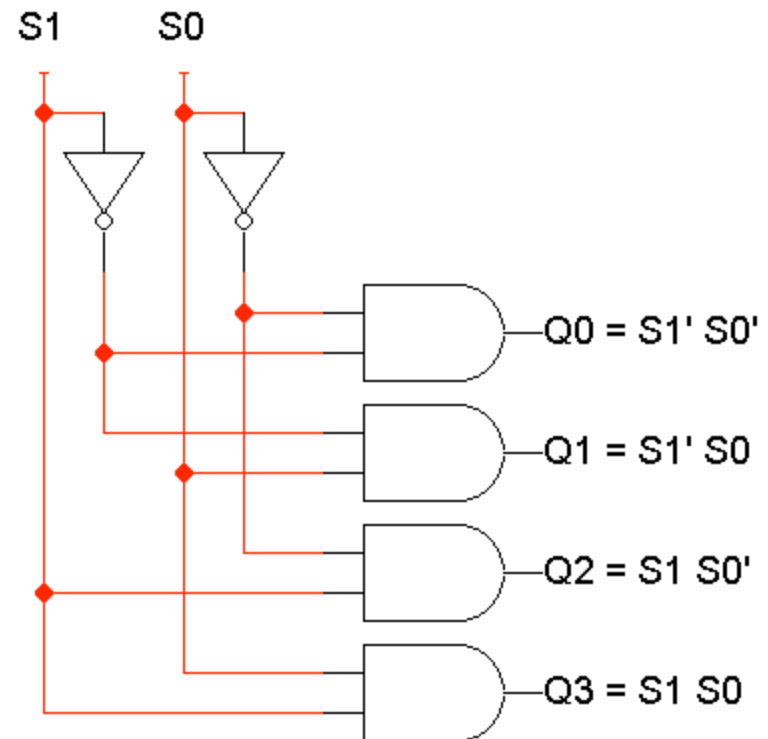 S1 S0
Q0 = S1' S0'
Q1 = S1' S0
Q2 = S1 S0'
Q3 = S1 S0